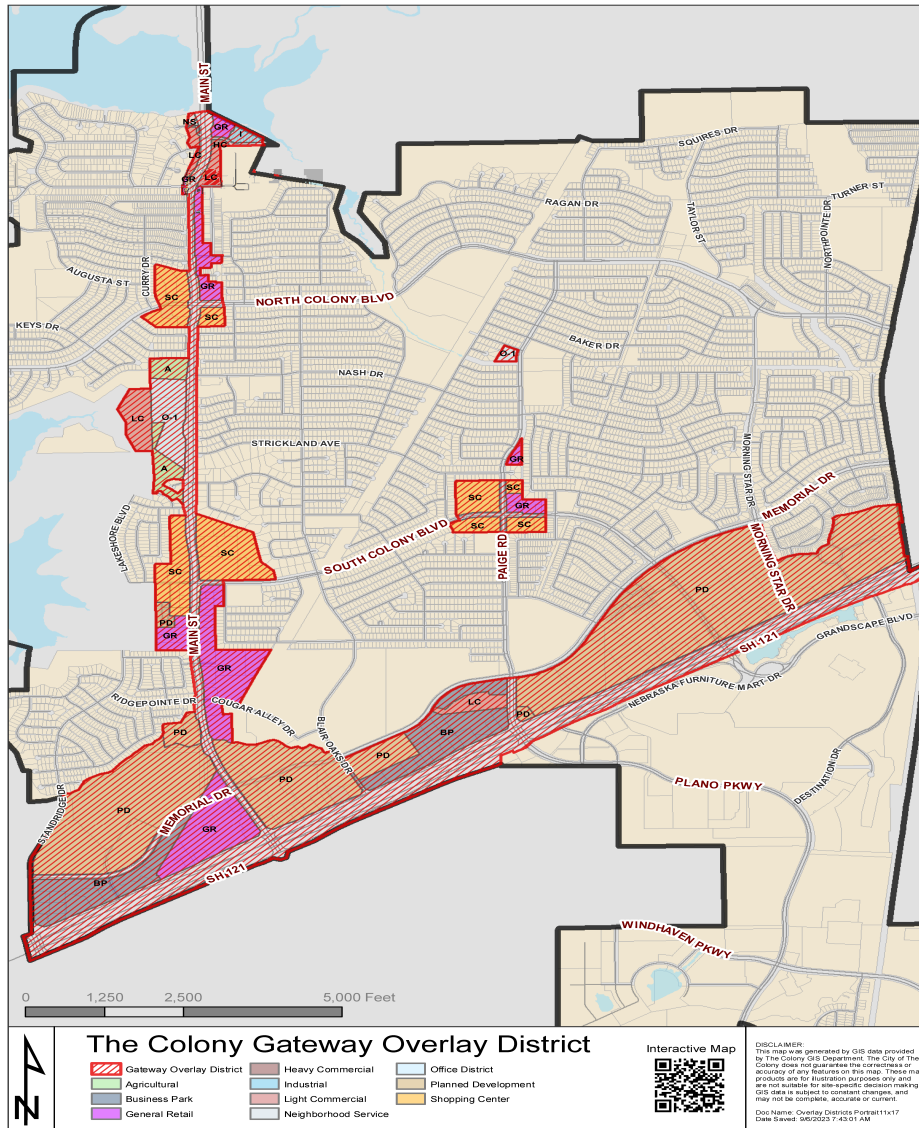 MAIN ST
NS
GR
I
HC
LC
GR
LC
SQUIRES DR
RAGAN DR
TAYLOR ST
TURNER ST
NORTHPOINTE DR
AUGUSTA ST
CURRY DR
SC
GR
SC
NORTH COLONY BLVD
KEYS DR
BAKER DR
O-1
NASH DR
A
LC
O-1
STRICKLAND AVE
A
GR
MORNING STAR DR
MEMORIAL DR
LAKESHORE BLVD
SC
SC
GR
SC
SC
SC
SOUTH COLONY BLVD
PAIGE RD
SC
PD
GR
MAIN ST
PD
MORNING STAR DR
GRANDSCAPE BLVD
SH 121
NEBRASKA FURNITURE MART DR
GR
RIDGEPOINTE DR
COUGAR ALLEY DR
BLAIR OAKS DR
LC
PD
BP
PD
PD
PD
PD
STANDRIDGE DR
MEMORIAL DR
GR
PLANO PKWY
DESTINATION DR
BP
SH 121
WINDHAVEN PKWY
0 1,250 2,500 5,000 Feet
N
The Colony Gateway Overlay District
Gateway Overlay District
Agricultural
Business Park
General Retail
Heavy Commercial
Industrial
Light Commercial
Neighborhood Service
Office District
Planned Development
Shopping Center
Interactive Map
DISCLAIMER:
This map was generated by GIS data provided
by The Colony GIS Department. The City of The
Colony does not guarantee the correctness or
accuracy of any features on this map. These map
products are for illustration purposes only and
are not suitable for site-specific decision making.
GIS data is subject to constant changes, and
may not be complete, accurate or current.
Doc Name: Overlay Districts Portrait11x17
Date Saved: 9/6/2023 7:43:01 AM